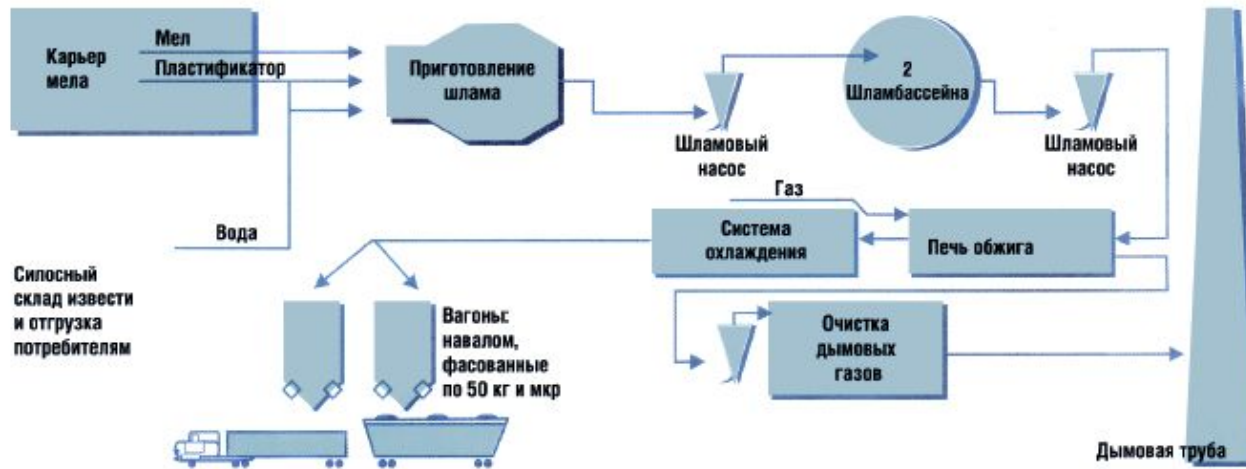 Карьер
мела
Мел
Пластификатор
Приготовление
шлама
Шламовый
насос
2
Шламбассейна
Шламовый
насос
Вода
Газ
Система
охлаждения
Печь обжига
Силосный
склад извести
и отгрузка
потребителям
Вагоны:
навалом,
фасованные
по 50 кг и мкр
Очистка
дымовых
газов
Дымовая труба